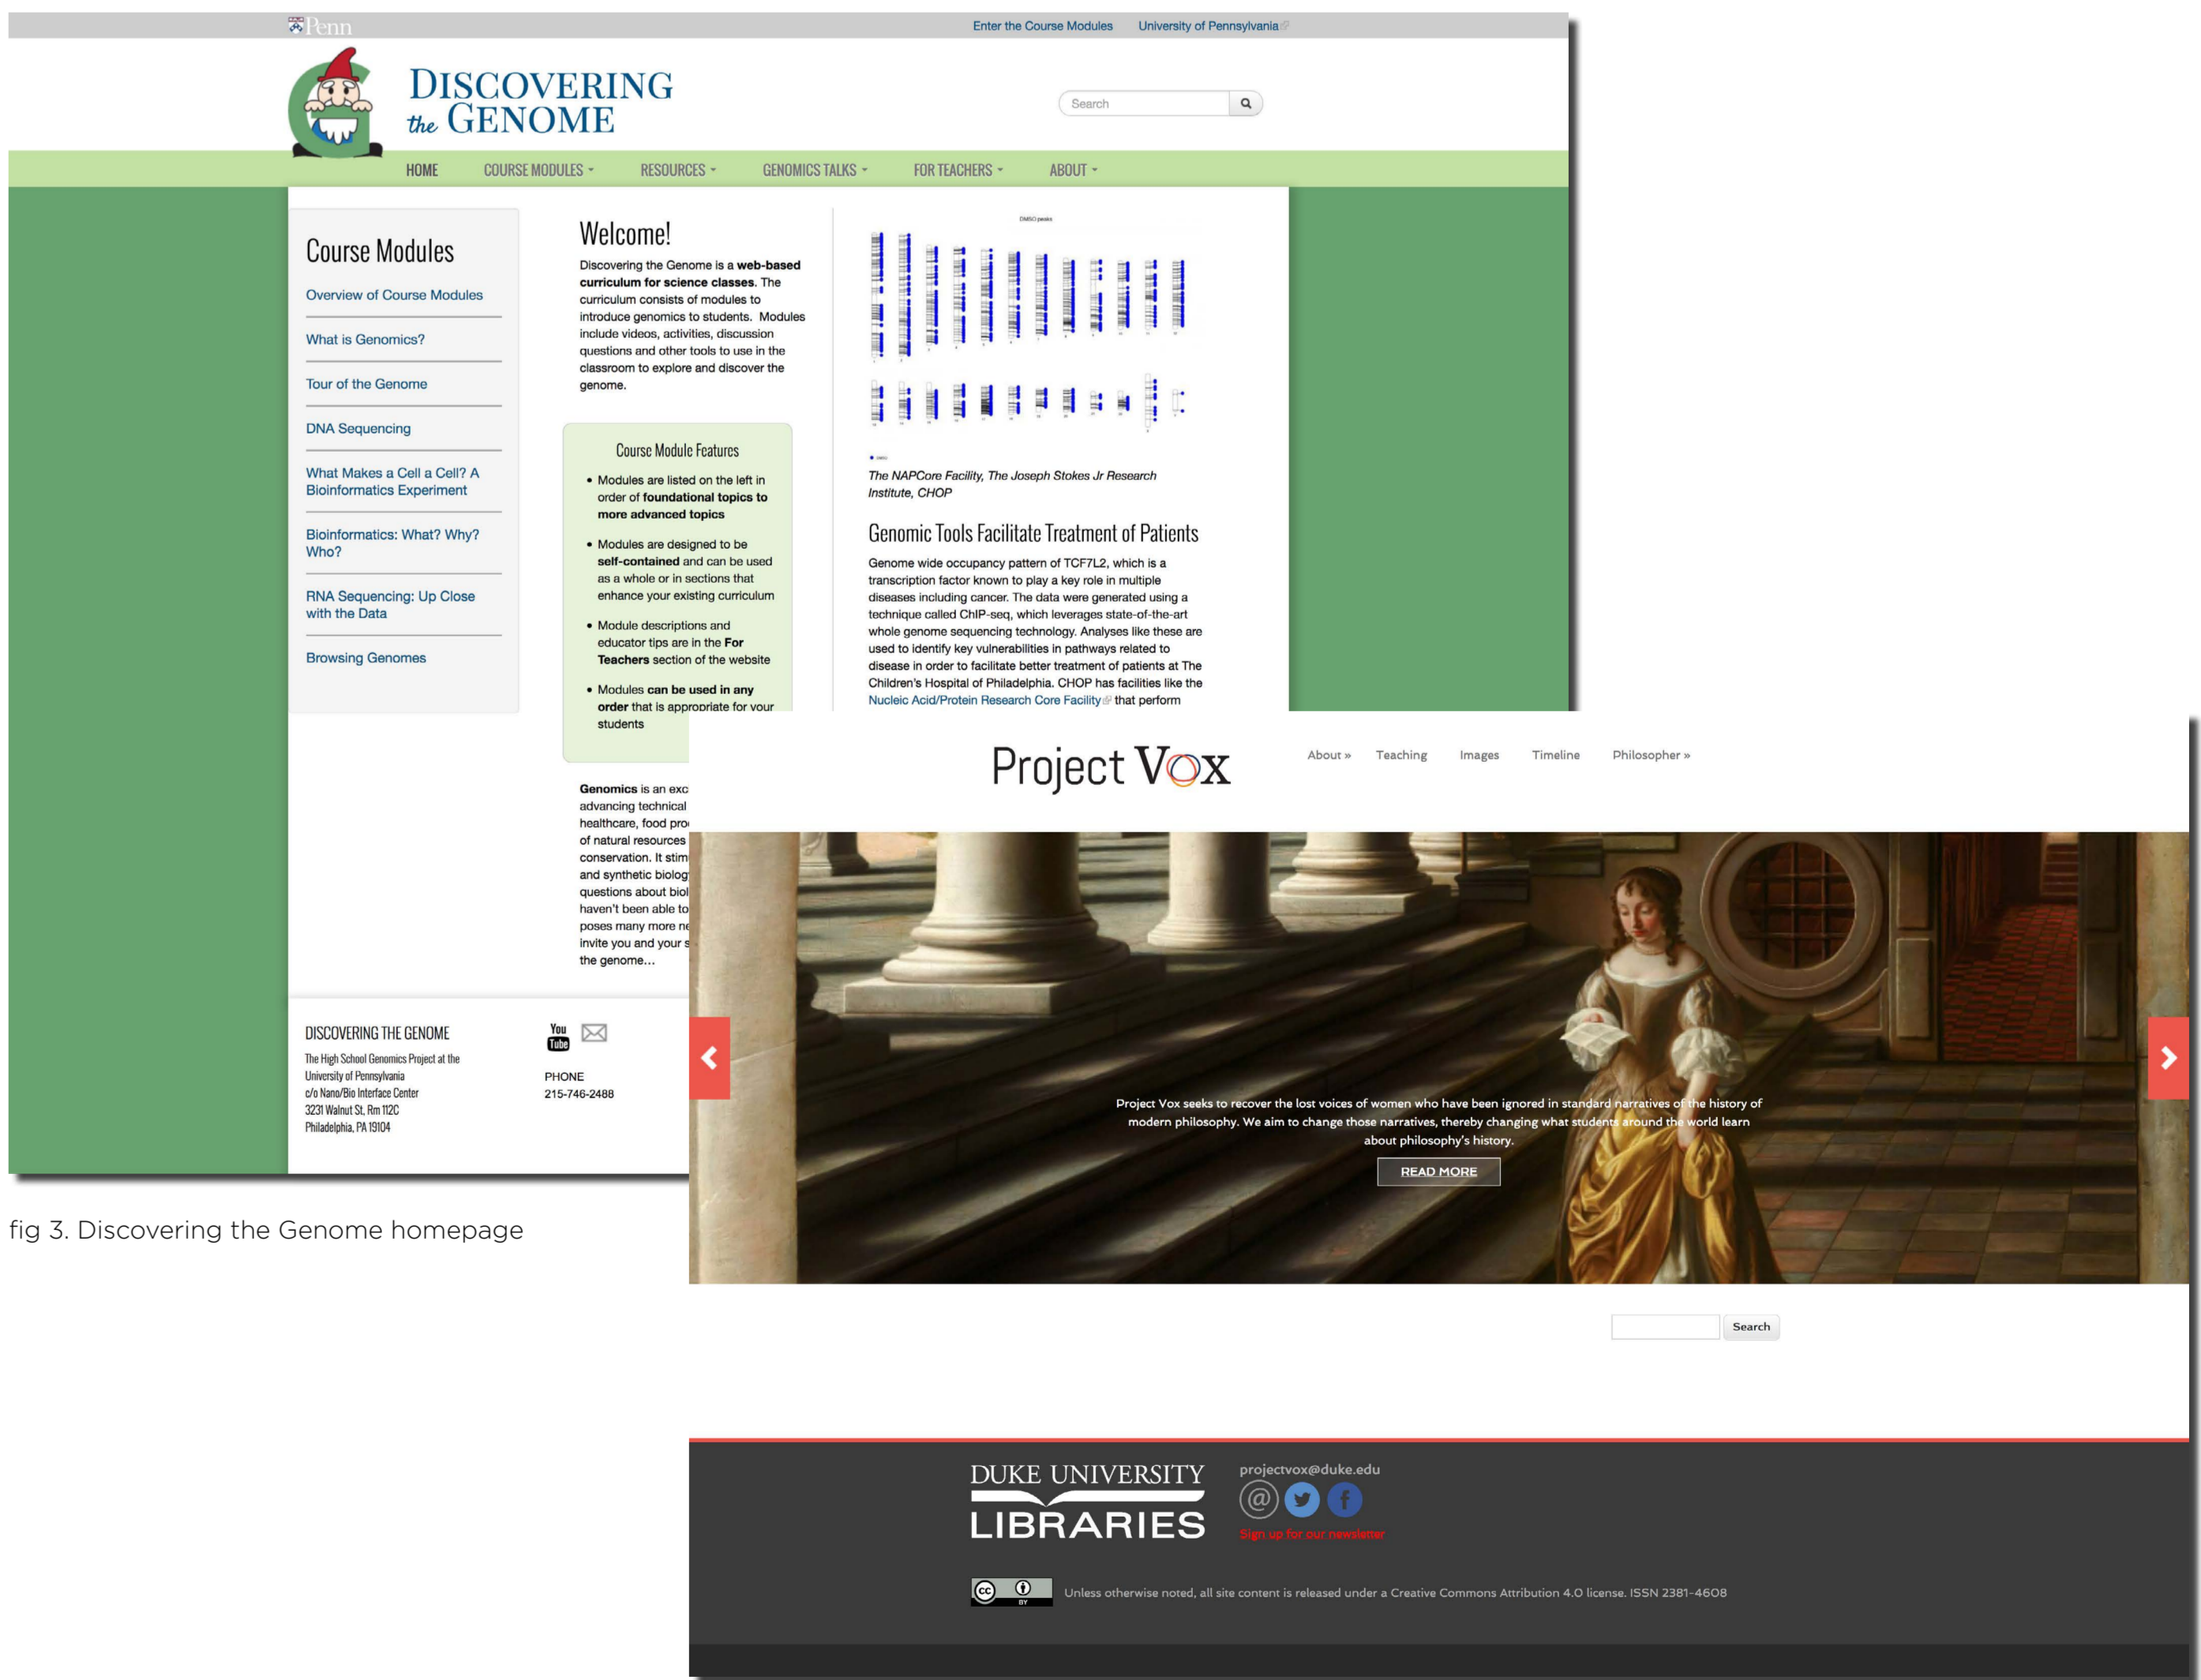 Penn
Enter the Course Modules
University of Pennsylvania
DISCOVERING
the GENOME
Search
HOME
COURSE MODULES
RESOURCES
GENOMICS TALKS
FOR TEACHERS
ABOUT
Course Modules
Overview of Course Modules
What is Genomics?
Tour of the Genome
DNA Sequencing
What Makes a Cell a Cell? A
Bioinformatics Experiment
Bioinformatics: What? Why?
Who?
RNA Sequencing: Up Close
with the Data
Browsing Genomes
Welcome!
Discovering the Genome is a web-based
curriculum for science classes. The
curriculum consists of modules to
introduce genomics to students. Modules
include videos, activities, discussion
questions and other tools to use in the
classroom to explore and discover the
genome.
Course Module Features
• Modules are listed on the left in
order of foundational topics to
more advanced topics
• Modules are designed to be
self-contained and can be used
as a whole or in sections that
enhance your existing curriculum
• Module descriptions and
educator tips are in the For
Teachers section of the website
• Modules can be used in any
order that is appropriate for your
students
Genomics is an exc
advancing technical
healthcare, food pro
of natural resources
conservation. It stim
and synthetic biolog
questions about biol
haven't been able to
poses many more ne
invite you and your s
the genome...
DMSO peaks
The NAPCore Facility, The Joseph Stokes Jr Research
Institute, CHOP
Genomic Tools Facilitate Treatment of Patients
Genome wide occupancy pattern of TCF7L2, which is a
transcription factor known to play a key role in multiple
diseases including cancer. The data were generated using a
technique called ChIP-seq, which leverages state-of-the-art
whole genome sequencing technology. Analyses like these are
used to identify key vulnerabilities in pathways related to
disease in order to facilitate better treatment of patients at The
Children's Hospital of Philadelphia. CHOP has facilities like the
Nucleic Acid/Protein Research Core Facility that perform
DISCOVERING THE GENOME
The High School Genomics Project at the
University of Pennsylvania
c/o Nano/Bio Interface Center
3231 Walnut St, Rm 112C
Philadelphia, PA 19104
You
Tube
PHONE
215-746-2488
fig 3. Discovering the Genome homepage
Project Vox
About »
Teaching
Images
Timeline
Philosopher »
Project Vox seeks to recover the lost voices of women who have been ignored in standard narratives of the history of
modern philosophy. We aim to change those narratives, thereby changing what students around the world learn
about philosophy's history.
READ MORE
Search
DUKE UNIVERSITY
LIBRARIES
projectvox@duke.edu
@
f
Sign up for our newsletter
cc
BY
Unless otherwise noted, all site content is released under a Creative Commons Attribution 4.0 license. ISSN 2381-4608